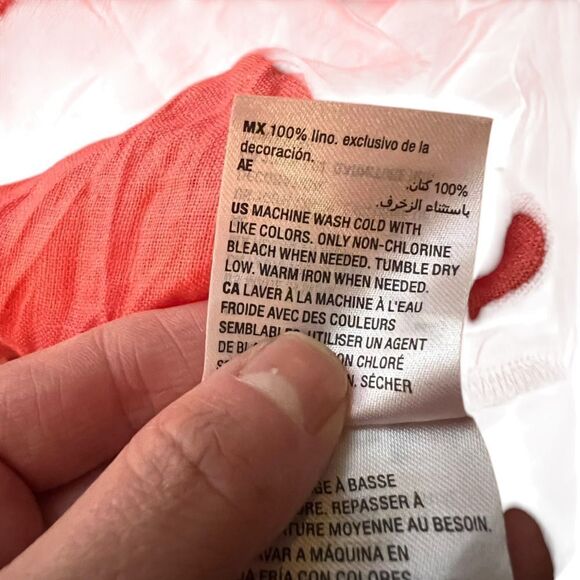 MX 100% lino. exclusivo de la
decoración.
AE
100% كتان.
باستثناء الزخرف.
US MACHINE WASH COLD WITH
LIKE COLORS. ONLY NON-CHLORINE
BLEACH WHEN NEEDED. TUMBLE DRY
LOW. WARM IRON WHEN NEEDED.
CA LAVER À LA MACHINE À L'EAU
FROIDE AVEC DES COULEURS
SEMBLABLES. UTILISER UN AGENT
DE CHLORÉ
SÉCHER
À BASSE
REPASSER À
MOYENNE AU BESOIN.
A MÁQUINA EN
FRÍA CON COLORES